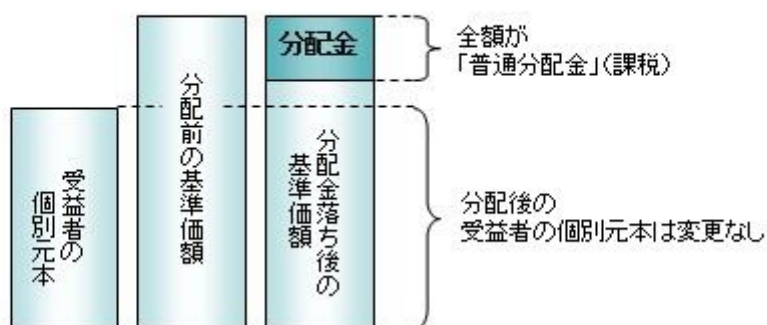 受益者の
個別元本
分配前の基準価額
分配金
分配金落ち後の
基準価額
全額が
「普通分配金」(課税)
分配後の
受益者の個別元本は変更なし